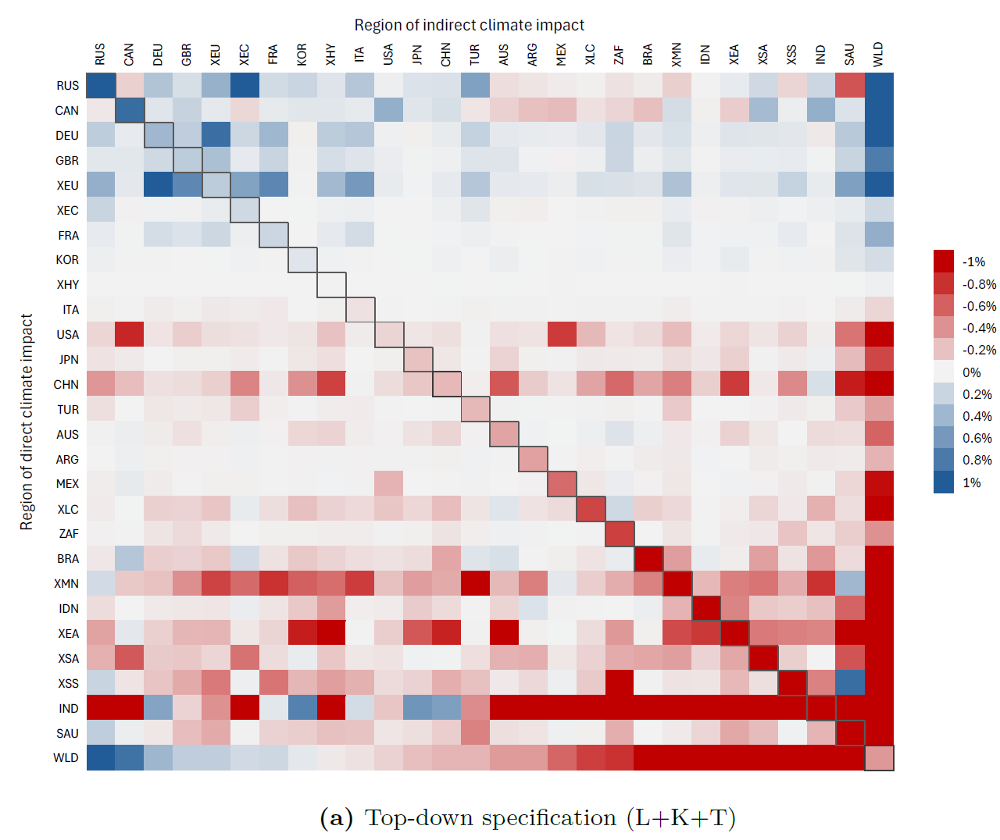 Region of indirect climate impact
RUS CAN DEU GBR XEU XEC FRA KOR XHY ITA USA JPN CHN TUR AUS ARG MEX XLC ZAF BRA XMN IDN XEA XSA XSS IND SAU WLD
Region of direct climate impact
RUS
CAN
DEU
GBR
XEU
XEC
FRA
KOR
XHY
ITA
USA
JPN
CHN
TUR
AUS
ARG
MEX
XLC
ZAF
BRA
XMN
IDN
XEA
XSA
XSS
IND
SAU
WLD
-1%
-0.8%
-0.6%
-0.4%
-0.2%
0%
0.2%
0.4%
0.6%
0.8%
1%
(a) Top-down specification (L+K+T)